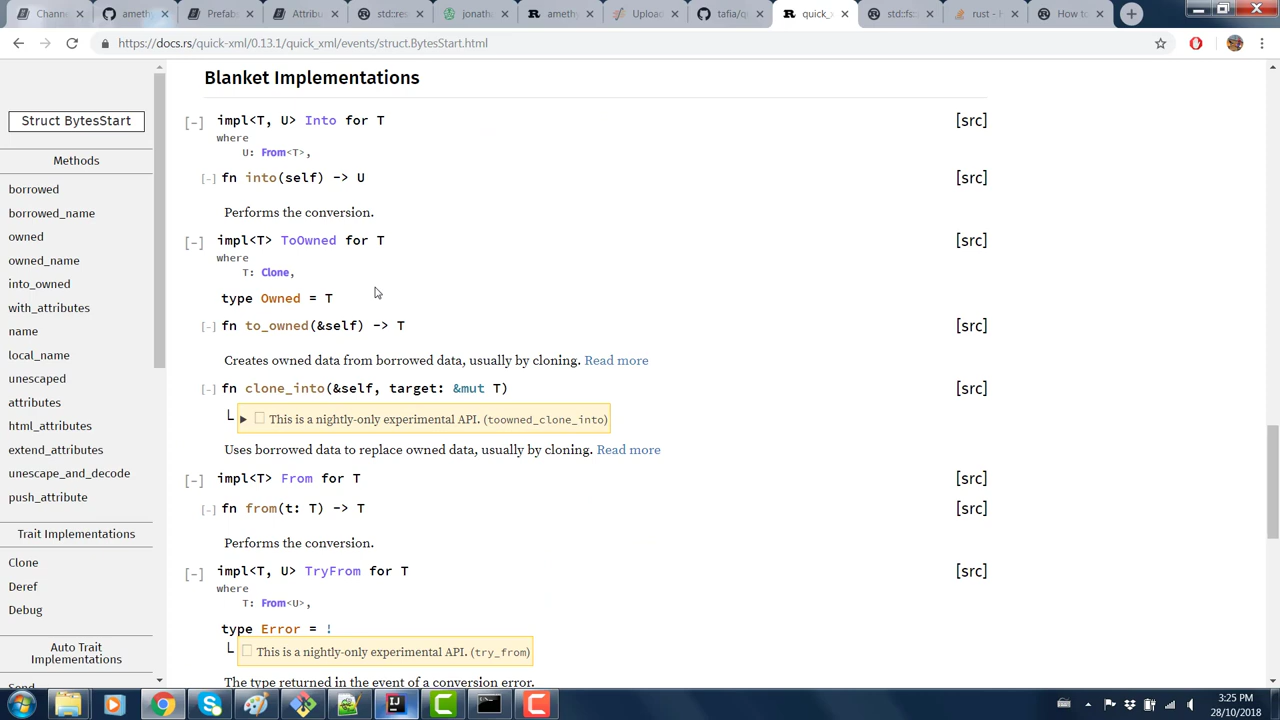 Chann
ameth
Prefab
Attribu
std::res
jonath
amane
Upload
tafia/qu
quick_x
std::fs:
rust - H
How to
https://docs.rs/quick-xml/0.13.1/quick_xml/events/struct.BytesStart.html
Struct BytesStart
Methods
borrowed
borrowed_name
owned
owned_name
into_owned
with_attributes
name
local_name
unescaped
attributes
html_attributes
extend_attributes
unescape_and_decode
push_attribute
Trait Implementations
Clone
Deref
Debug
Auto Trait
Implementations
Send
Blanket Implementations
[-] impl<T, U> Into for T [src]
where
U: From<T>,
[-] fn into(self) -> U [src]
Performs the conversion.
[-] impl<T> ToOwned for T [src]
where
T: Clone,
type Owned = T
[-] fn to_owned(&self) -> T [src]
Creates owned data from borrowed data, usually by cloning. Read more
[-] fn clone_into(&self, target: &mut T) [src]
This is a nightly-only experimental API. (toowned_clone_into)
Uses borrowed data to replace owned data, usually by cloning. Read more
[-] impl<T> From for T [src]
[-] fn from(t: T) -> T [src]
Performs the conversion.
[-] impl<T, U> TryFrom for T [src]
where
T: From<U>,
type Error = !
This is a nightly-only experimental API. (try_from)
The type returned in the event of a conversion error.
3:25 PM
28/10/2018